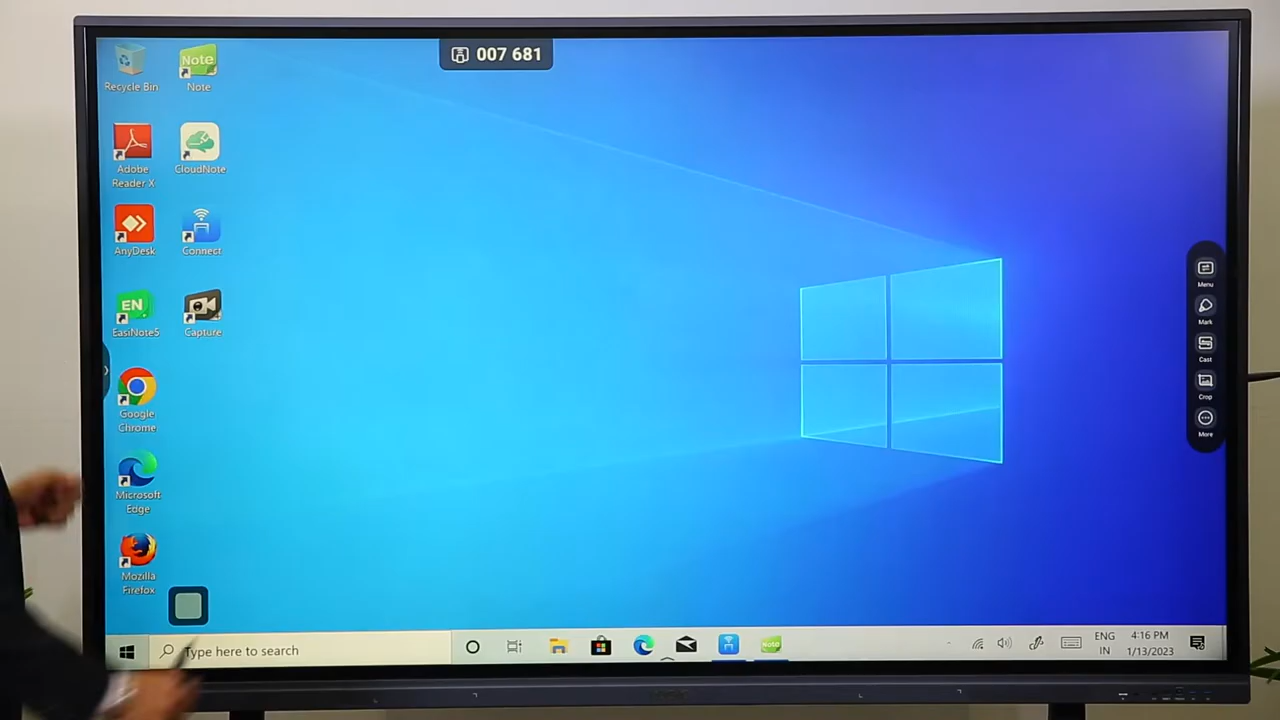 007 681
Recycle Bin
Note
Note
Adobe
Reader X
CloudNote
AnyDesk
Connect
EN
EasiNote5
Capture
Google
Chrome
Microsoft
Edge
Mozilla
Firefox
Menu
Mark
Cast
Crop
More
Type here to search
Note
ENG
IN
4:16 PM
1/13/2023